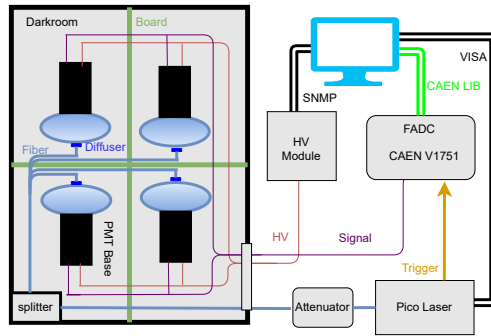 Darkroom
Board
VISA
CAEN LIB
SNMP
HV
Module
FADC
CAEN V1751
Fiber
Diffuser
PMT Base
HV
Signal
Trigger
splitter
Attenuator
Pico Laser